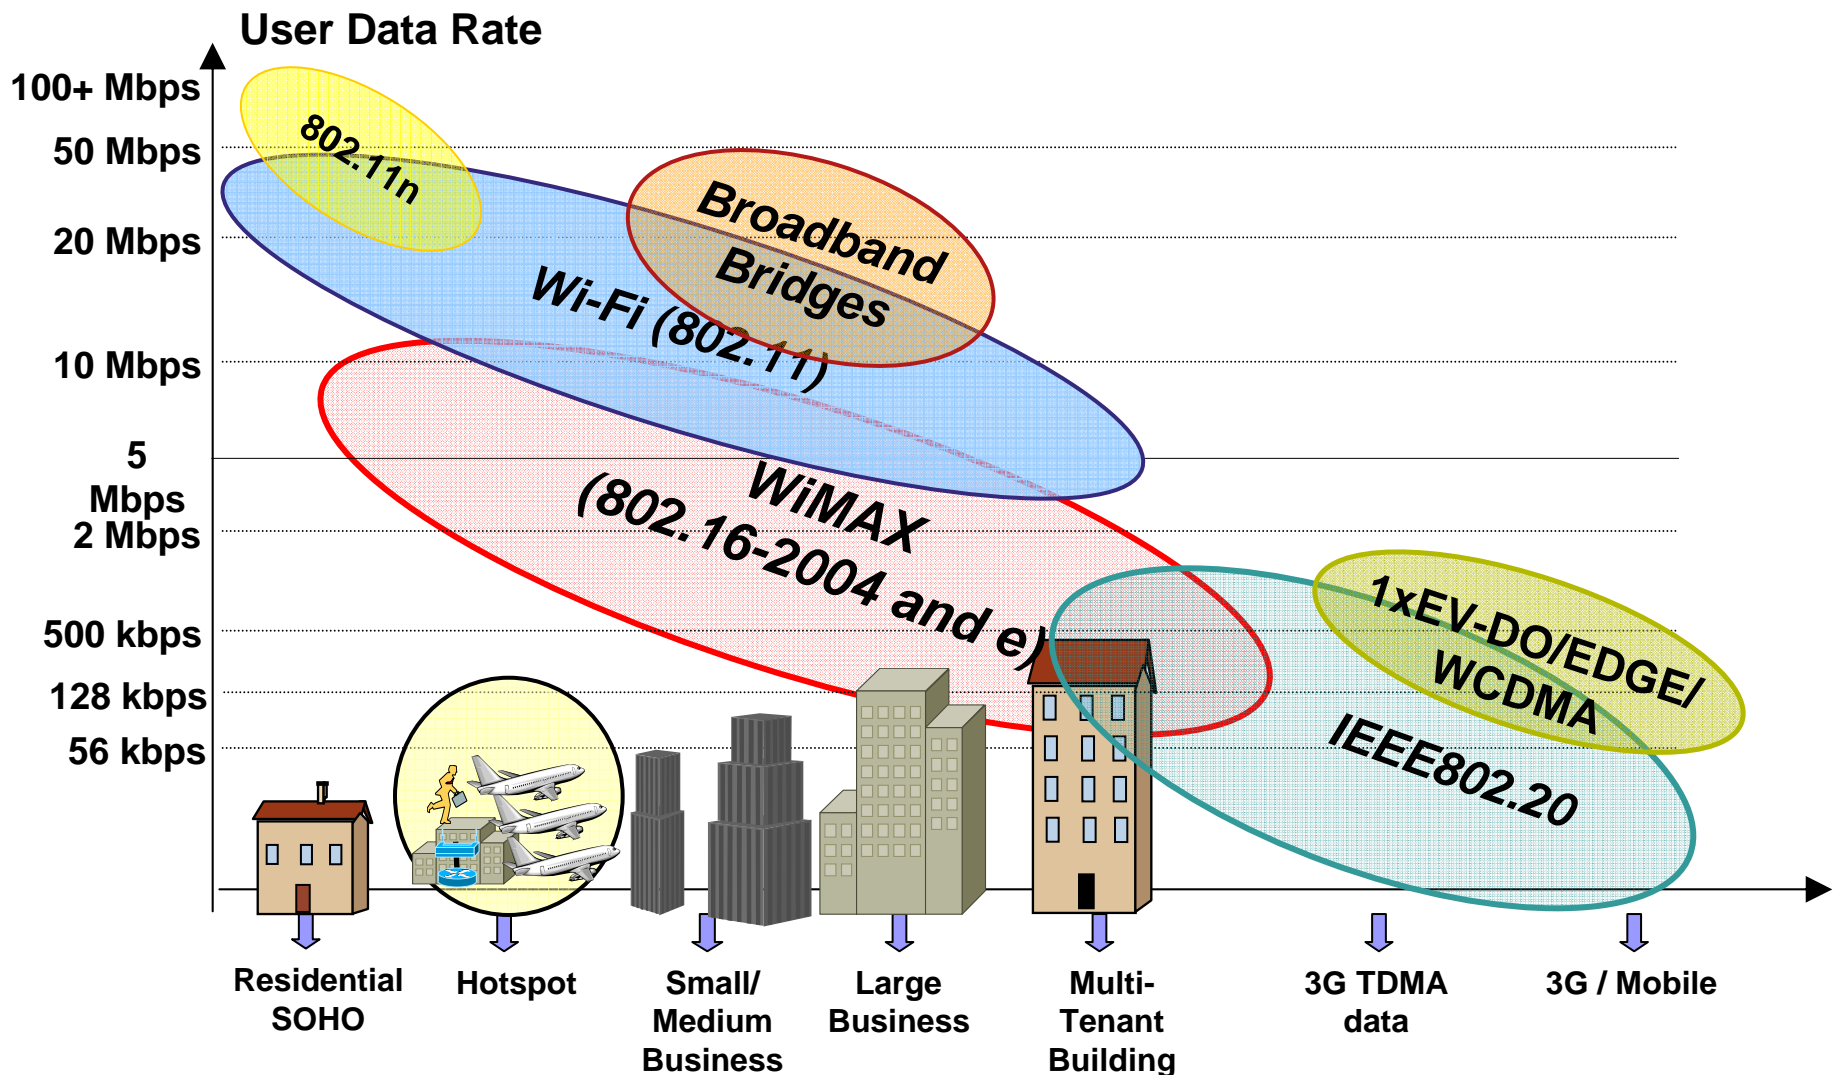 User Data Rate
100+ Mbps
50 Mbps
20 Mbps
10 Mbps
5
Mbps
2 Mbps
500 kbps
128 kbps
56 kbps
802.11n
Broadband
Bridges
Wi-Fi (802.11)
WiMAX
(802.16-2004 and e)
1xEV-DO/EDGE/
WCDMA
IEEE802.20
Residential
SOHO
Hotspot
Small/
Medium
Business
Large
Business
Multi-
Tenant
Building
3G TDMA
data
3G / Mobile